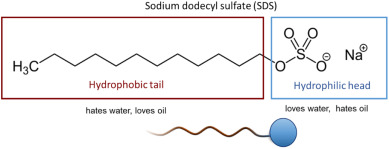 Sodium dodecyl sulfate (SDS)
H₃C
O
O
S
O
O⊖
Na⊕
Hydrophobic tail
Hydrophilic head
hates water, loves oil
loves water, hates oil